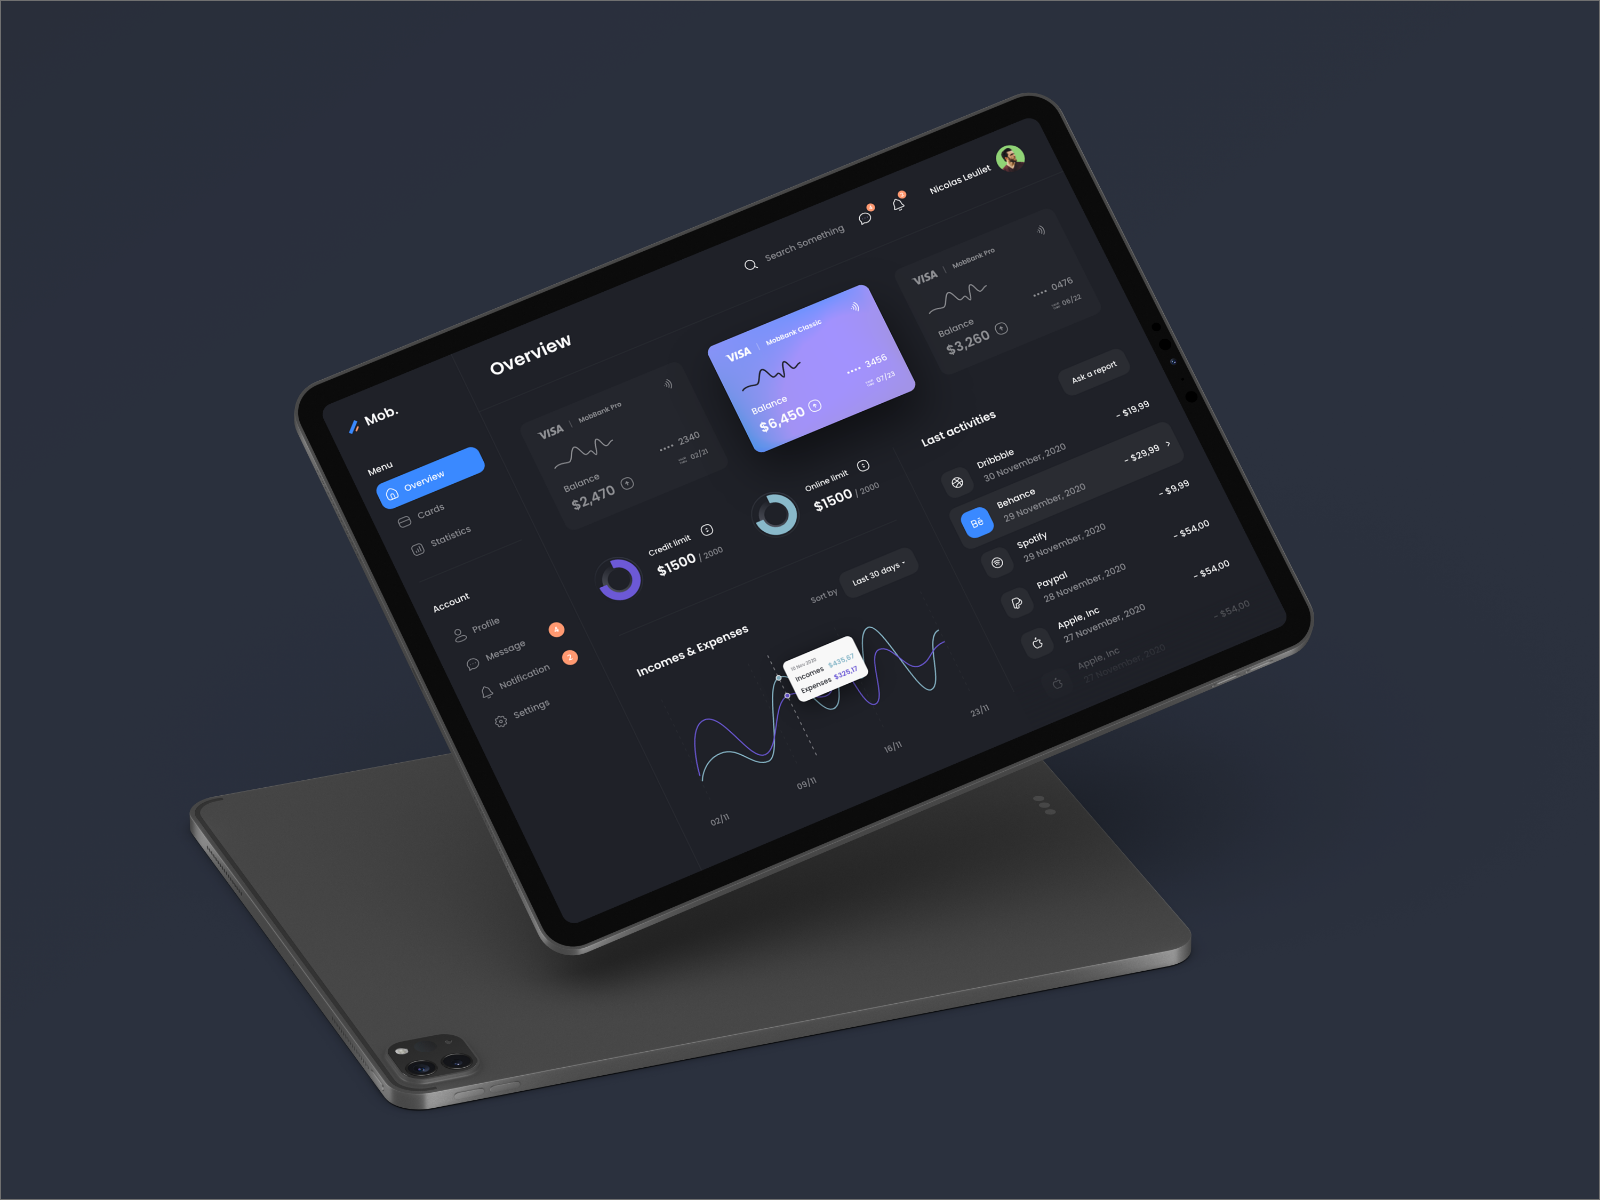 Mob.
Menu
Overview
Cards
Statistics
Account
Profile
Message
4
Notification
2
Settings
Overview
Search Something
Nicolas Leuliet
VISA | MobBank Pro
Balance
$2,470
•••• 2340
02/21
VISA | MobBank Classic
Balance
$6,450
•••• 3456
07/23
VISA | MobBank Pro
Balance
$3,260
•••• 0476
08/22
Credit limit
$1500 / 2000
Online limit
$1500 / 2000
Sort by
Last 30 days
Incomes & Expenses
10 Nov 2020
Incomes $435,67
Expenses $325,17
02/11
09/11
16/11
23/11
Ask a report
Last activities
Dribbble
30 November, 2020
- $19,99
Behance
29 November, 2020
- $29,99
Bē
Spotify
29 November, 2020
- $9,99
Paypal
28 November, 2020
- $54,00
Apple, Inc
27 November, 2020
- $54,00
Apple, Inc
27 November, 2020
- $54,00